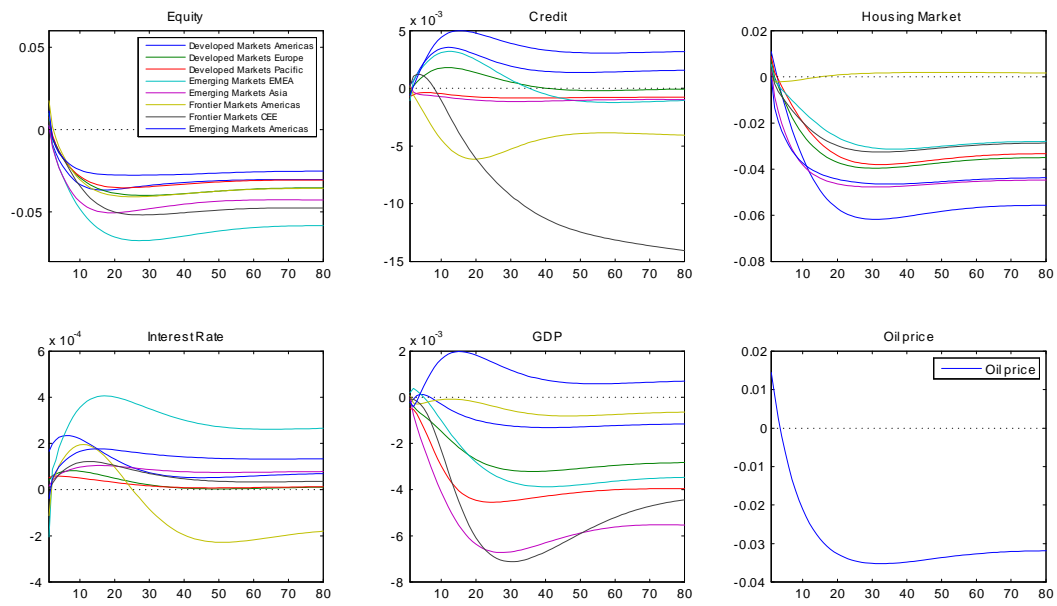 Equity
0.05
0
-0.05
10 20 30 40 50 60 70 80
Developed Markets Americas
Developed Markets Europe
Developed Markets Pacific
Emerging Markets EMEA
Emerging Markets Asia
Frontier Markets Americas
Frontier Markets CEE
Emerging Markets Americas
Credit
x 10-3
5
0
-5
-10
-15
10 20 30 40 50 60 70 80
Housing Market
0.02
0
-0.02
-0.04
-0.06
-0.08
10 20 30 40 50 60 70 80
Interest Rate
x 10-4
6
4
2
0
-2
-4
10 20 30 40 50 60 70 80
GDP
x 10-3
2
0
-2
-4
-6
-8
10 20 30 40 50 60 70 80
Oil price
0.02
0.01
0
-0.01
-0.02
-0.03
-0.04
10 20 30 40 50 60 70 80
Oil price